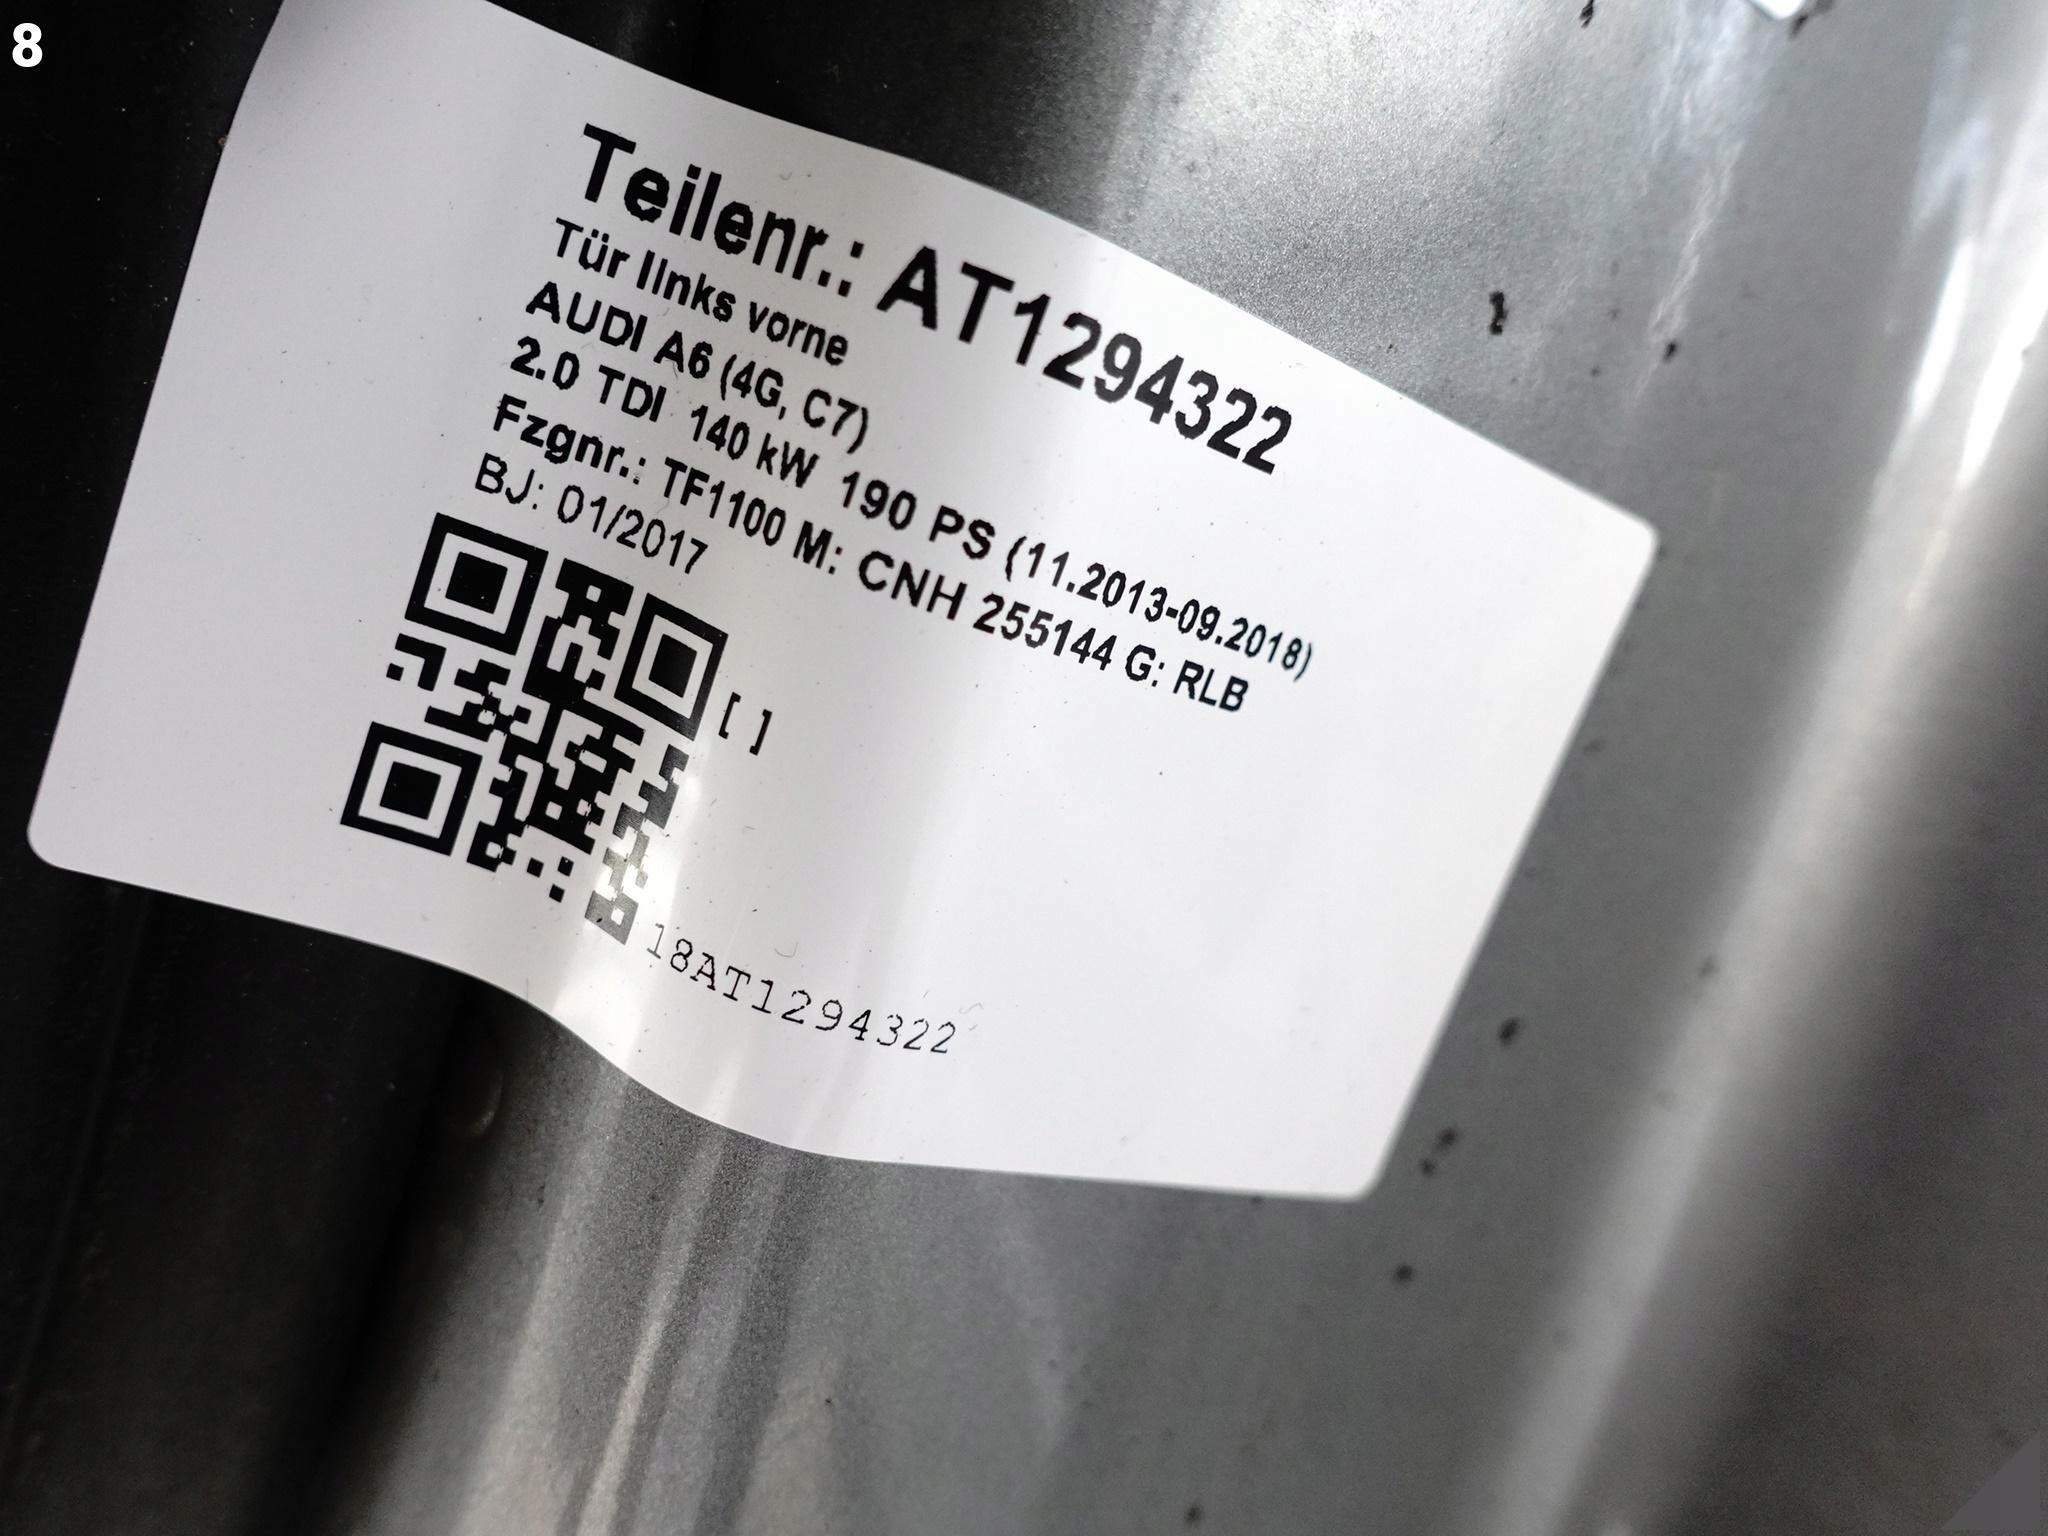 8
Teilenr.: AT1294322
Tür links vorne
AUDI A6 (4G, C7)
2.0 TDI 140 kW 190 PS (11.2013-09.2018)
Fzgnr.: TF1100 M: CNH 255144 G: RLB
BJ: 01/2017
[ ]
18AT1294322